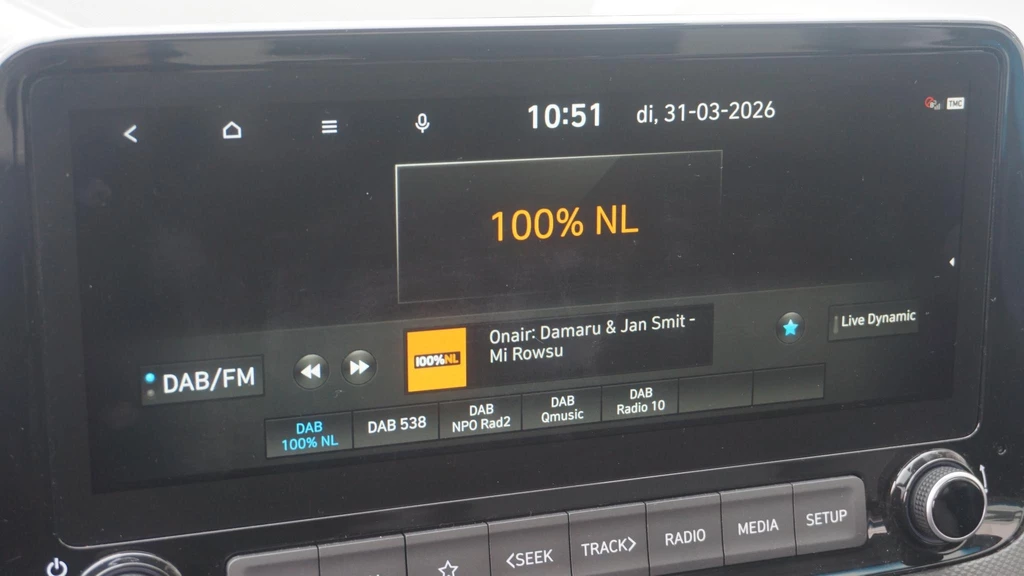 10:51 di, 31-03-2026
TMC
100% NL
100%NL
Onair: Damaru & Jan Smit -
Mi Rowsu
Live Dynamic
DAB/FM
DAB
100% NL
DAB 538
DAB
NPO Rad2
DAB
Qmusic
DAB
Radio 10
<SEEK
TRACK>
RADIO
MEDIA
SETUP